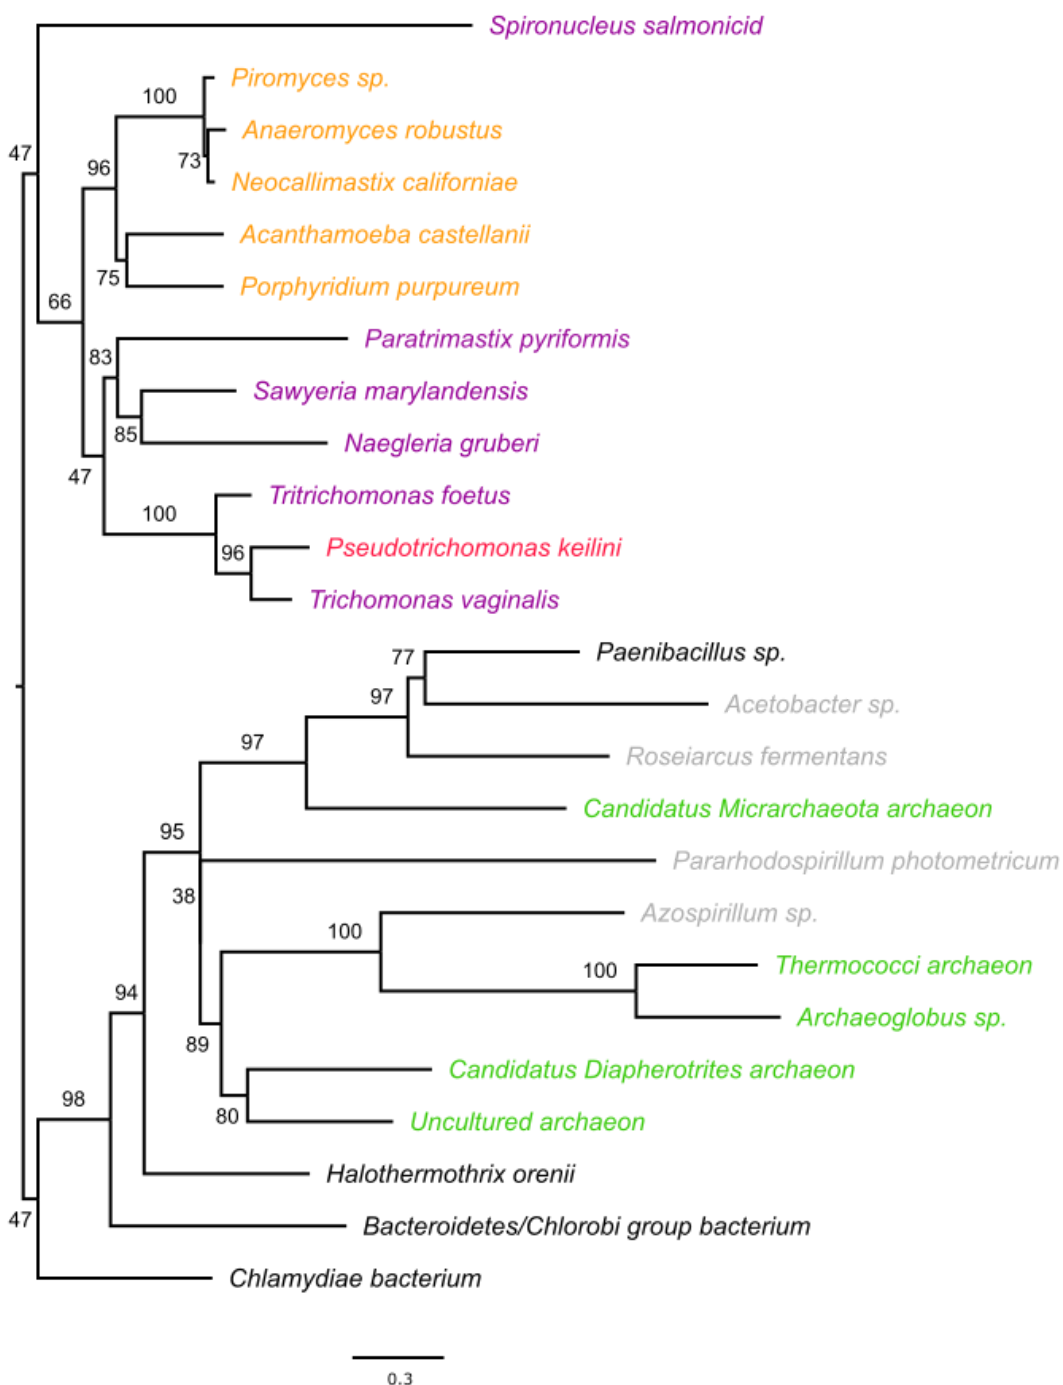 Spironucleus salmonicid
Piromyces sp.
100
Anaeromyces robustus
47
73
96
Neocallimastix californiae
Acanthamoeba castellanii
75
Porphyridium purpureum
66
Paratrimastix pyriformis
83
Sawyeria marylandensis
85
Naegleria gruberi
47
Tritrichomonas foetus
100
Pseudotrichomonas keilini
96
Trichomonas vaginalis
Paenibacillus sp.
77
97
Acetobacter sp.
97
Roseiarcus fermentans
Candidatus Micrarchaeota archaeon
95
Pararhodospirillum photometricum
38
Azospirillum sp.
100
Thermococci archaeon
100
94
Archaeoglobus sp.
89
Candidatus Diapherotrites archaeon
98
80
Uncultured archaeon
Halothermothrix orenii
47
Bacteroidetes/Chlorobi group bacterium
Chlamydiae bacterium
0.3